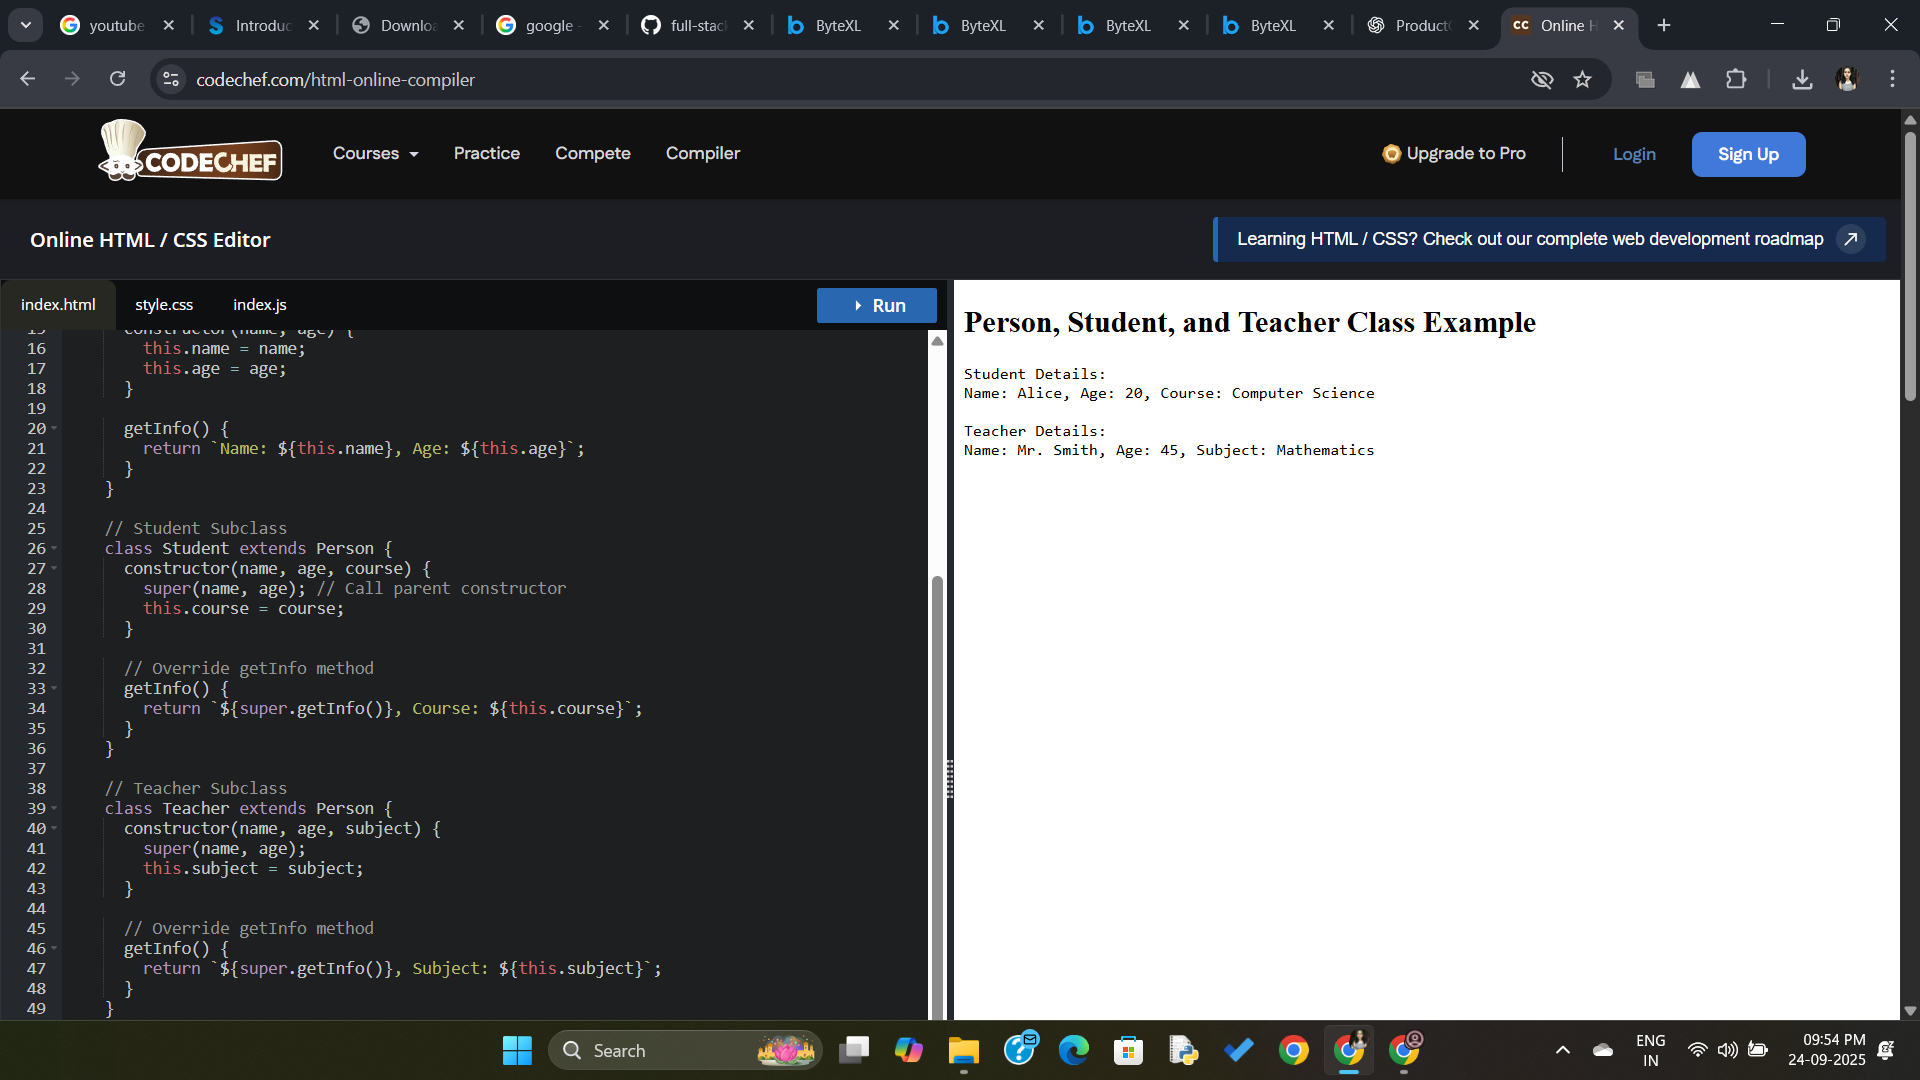 youtube
Introduc
Downloa
google -
full-stac
ByteXL
ByteXL
ByteXL
ByteXL
Product
CC Online H
codechef.com/html-online-compiler
CODECHEF
Courses
Practice
Compete
Compiler
Upgrade to Pro
Login
Sign Up
Online HTML / CSS Editor
Learning HTML / CSS? Check out our complete web development roadmap
index.html
style.css
index.js
Run
15 constructor(name, age) {
16 this.name = name;
17 this.age = age;
18 }
19
20 getInfo() {
21 return `Name: ${this.name}, Age: ${this.age}`;
22 }
23 }
24
25 // Student Subclass
26 class Student extends Person {
27 constructor(name, age, course) {
28 super(name, age); // Call parent constructor
29 this.course = course;
30 }
31
32 // Override getInfo method
33 getInfo() {
34 return `${super.getInfo()}, Course: ${this.course}`;
35 }
36 }
37
38 // Teacher Subclass
39 class Teacher extends Person {
40 constructor(name, age, subject) {
41 super(name, age);
42 this.subject = subject;
43 }
44
45 // Override getInfo method
46 getInfo() {
47 return `${super.getInfo()}, Subject: ${this.subject}`;
48 }
49 }
Person, Student, and Teacher Class Example
Student Details:
Name: Alice, Age: 20, Course: Computer Science
Teacher Details:
Name: Mr. Smith, Age: 45, Subject: Mathematics
Search
ENG
IN
09:54 PM
24-09-2025